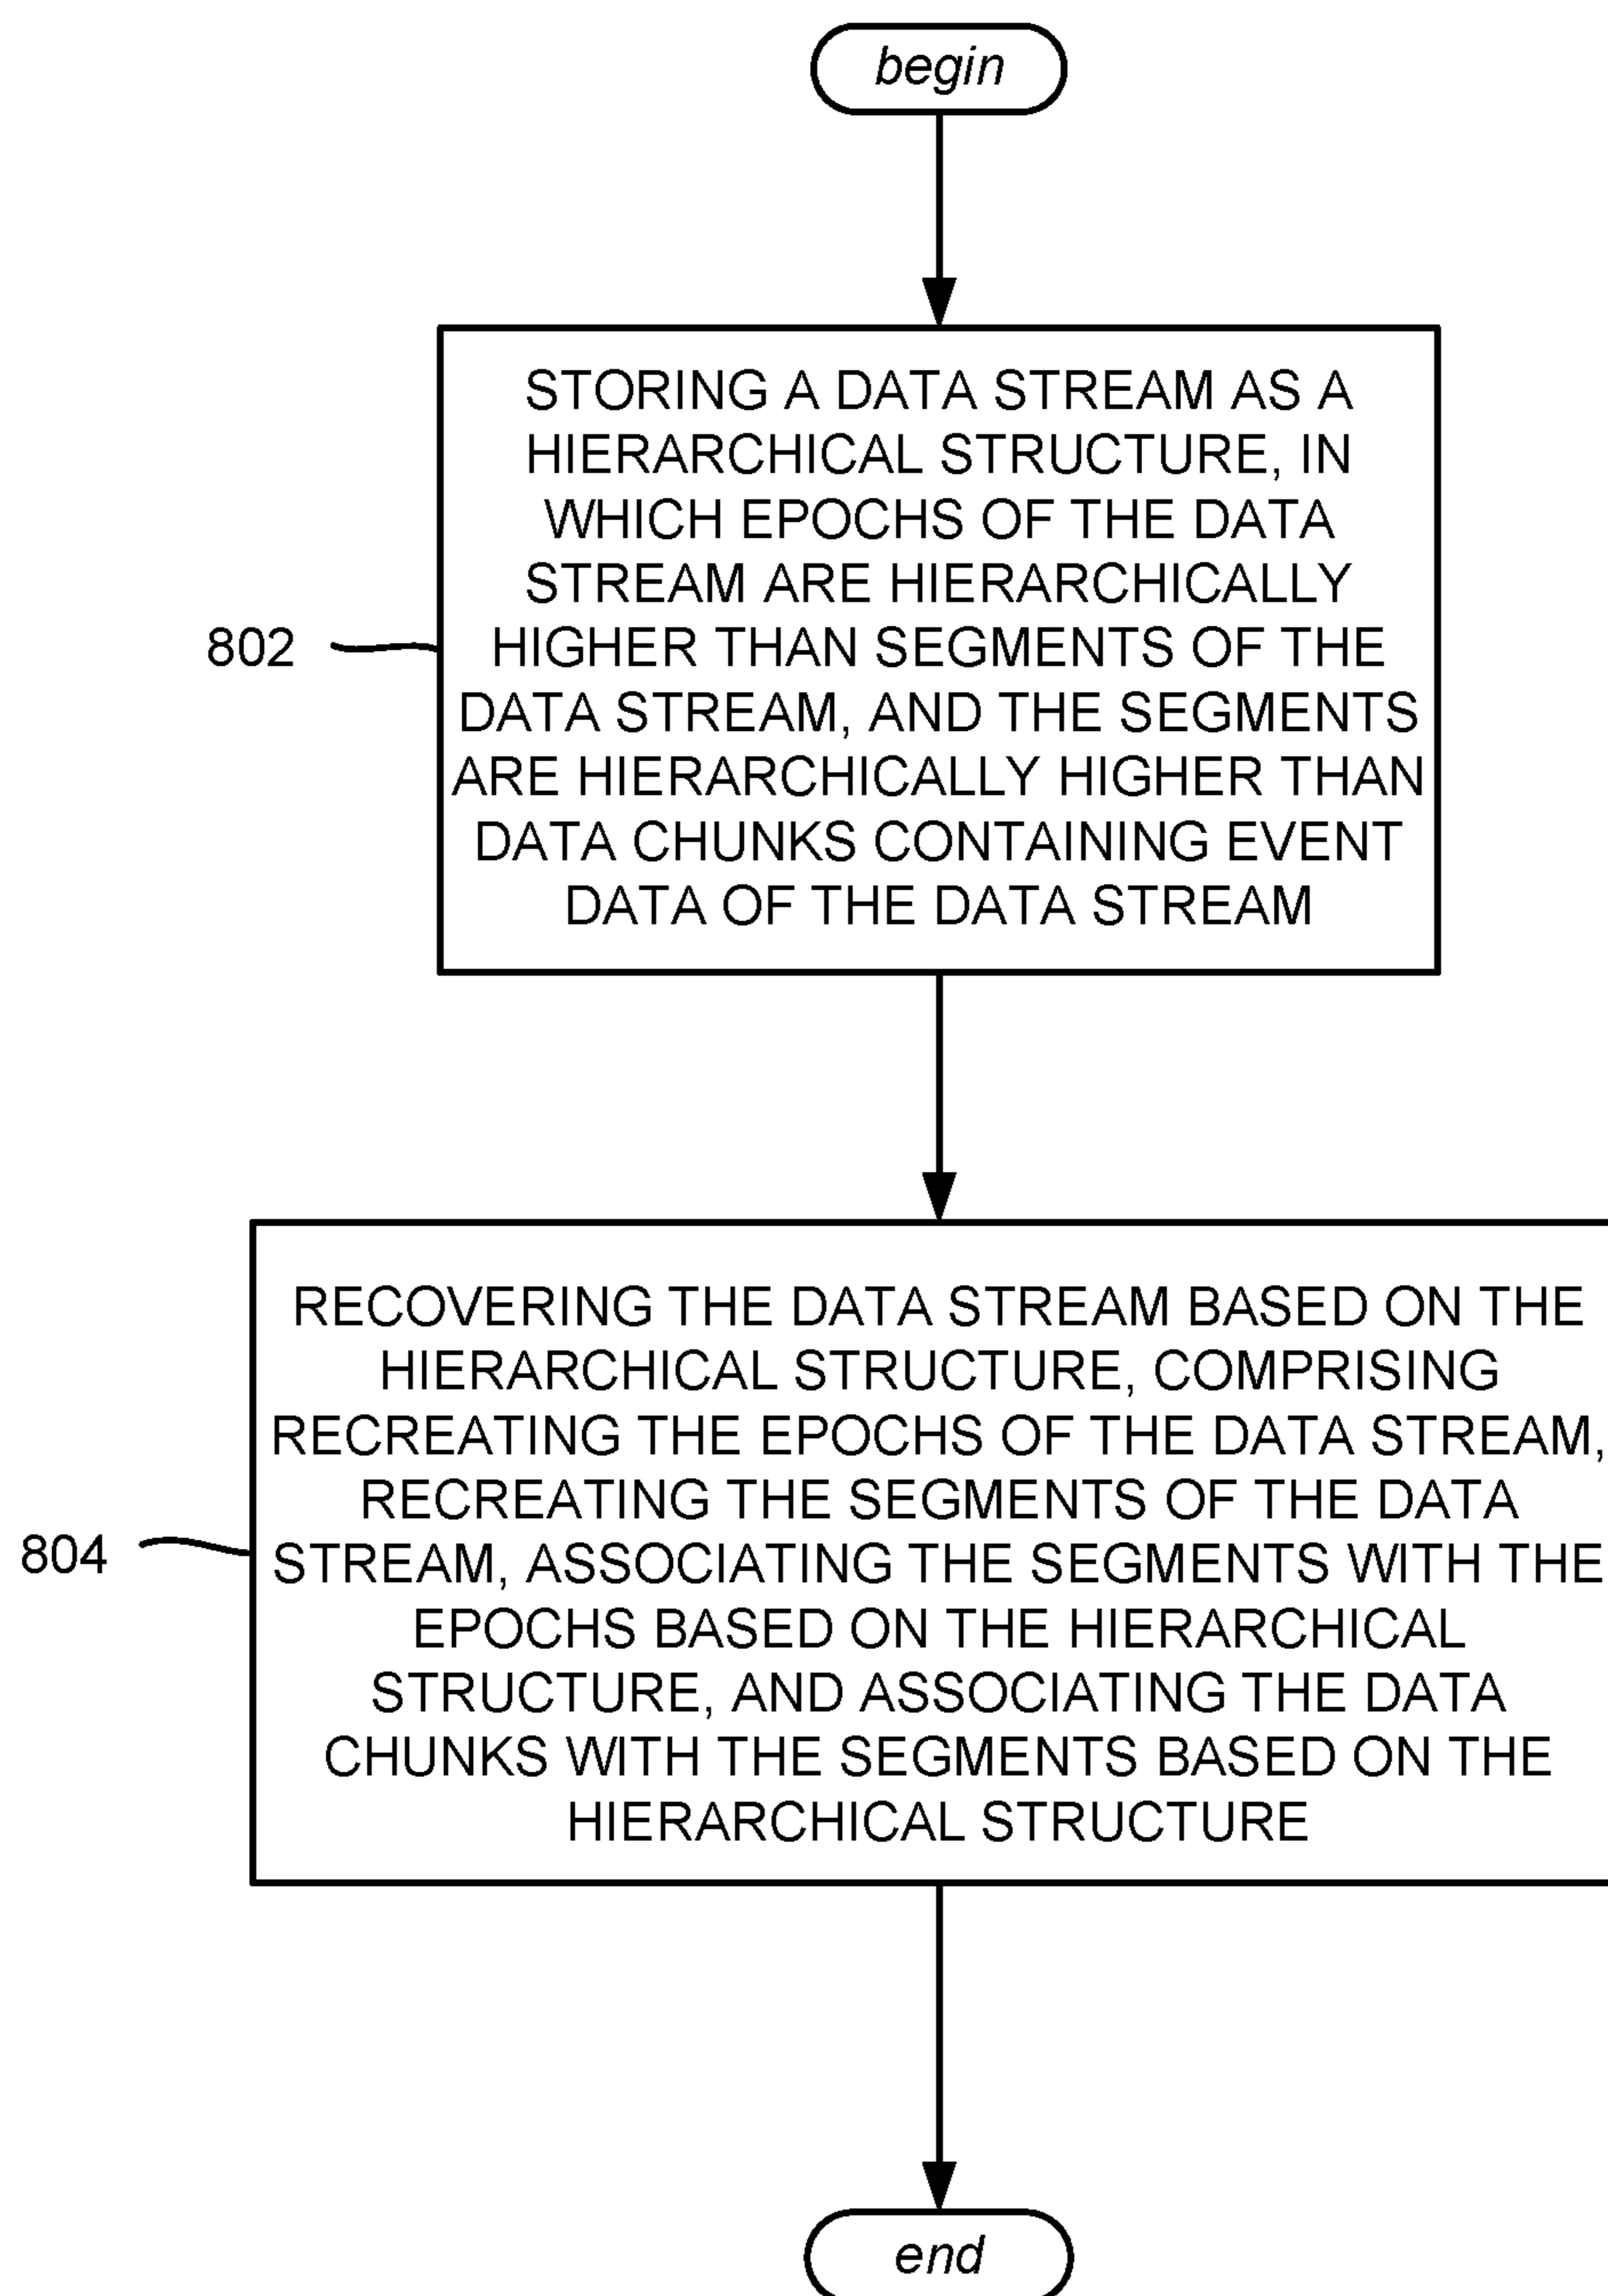 begin
STORING A DATA STREAM AS A
HIERARCHICAL STRUCTURE, IN
WHICH EPOCHS OF THE DATA
STREAM ARE HIERARCHICALLY
HIGHER THAN SEGMENTS OF THE
DATA STREAM, AND THE SEGMENTS
ARE HIERARCHICALLY HIGHER THAN
DATA CHUNKS CONTAINING EVENT
DATA OF THE DATA STREAM
802
RECOVERING THE DATA STREAM BASED ON THE
HIERARCHICAL STRUCTURE, COMPRISING
RECREATING THE EPOCHS OF THE DATA STREAM,
RECREATING THE SEGMENTS OF THE DATA
STREAM, ASSOCIATING THE SEGMENTS WITH THE
EPOCHS BASED ON THE HIERARCHICAL
STRUCTURE, AND ASSOCIATING THE DATA
CHUNKS WITH THE SEGMENTS BASED ON THE
HIERARCHICAL STRUCTURE
804
end